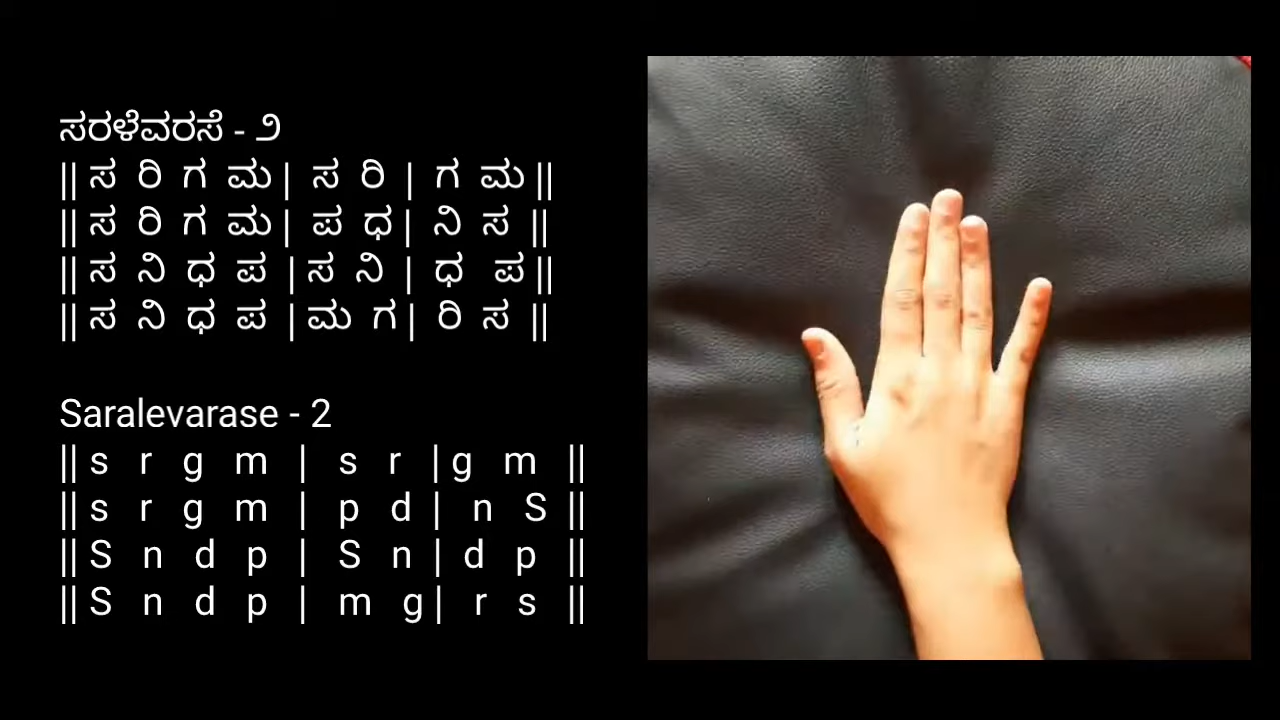 ಸರಳೆವರಸೆ - ೨
|| ಸ ರಿ ಗ ಮ | ಸ ರಿ | ಗ ಮ ||
|| ಸ ರಿ ಗ ಮ | ಪ ಧ | ನಿ ಸ ||
|| ಸ ನಿ ಧ ಪ | ಸ ನಿ | ಧ ಪ ||
|| ಸ ನಿ ಧ ಪ | ಮ ಗ | ರಿ ಸ ||
Saralevarase - 2
|| s r g m | s r | g m ||
|| s r g m | p d | n S ||
|| S n d p | S n | d p ||
|| S n d p | m g | r s ||